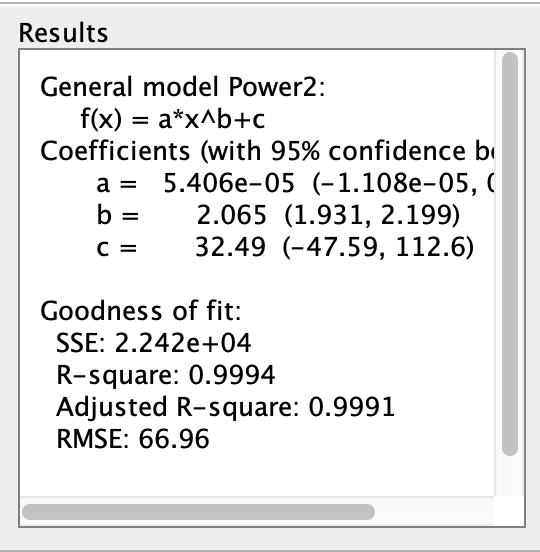 Results
General model Power2:
f(x) = a*x^b+c
Coefficients (with 95% confidence
a = 5.406e-05 (-1.108e-05,
b = 2.065 (1.931, 2.199)
c = 32.49 (-47.59, 112.6)
Goodness of fit:
SSE: 2.242e+04
R-square: 0.9994
Adjusted R-square: 0.9991
RMSE: 66.96